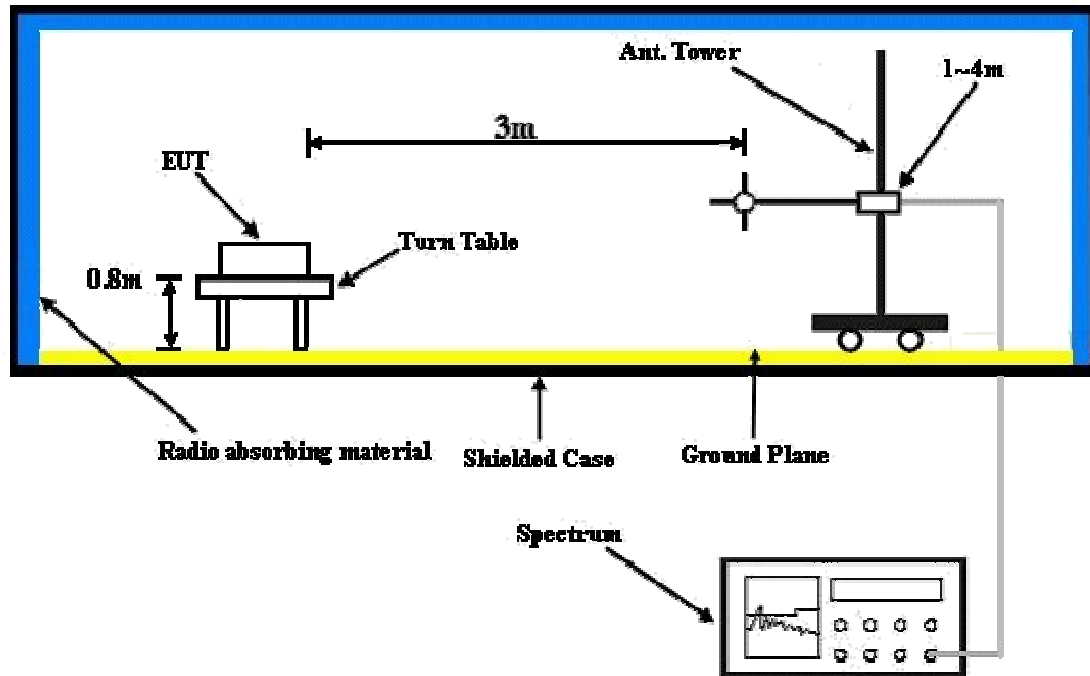 Ant. Tower
1~4m
3m
EUT
Turn Table
0.8m
Radio absorbing material
Shielded Case
Ground Plane
Spectrum